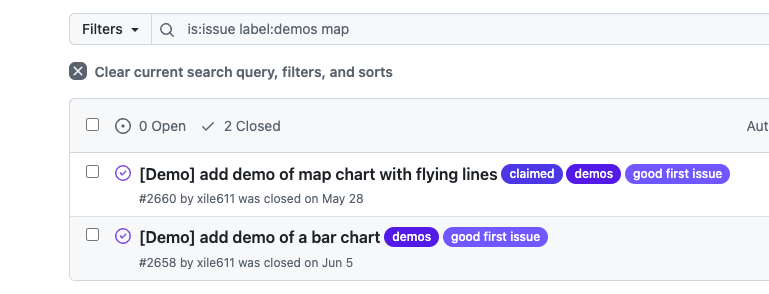 Filters
is:issue label:demos map
Clear current search query, filters, and sorts
0 Open 2 Closed Aut
[Demo] add demo of map chart with flying lines claimed demos good first issue
#2660 by xile611 was closed on May 28
[Demo] add demo of a bar chart demos good first issue
#2658 by xile611 was closed on Jun 5